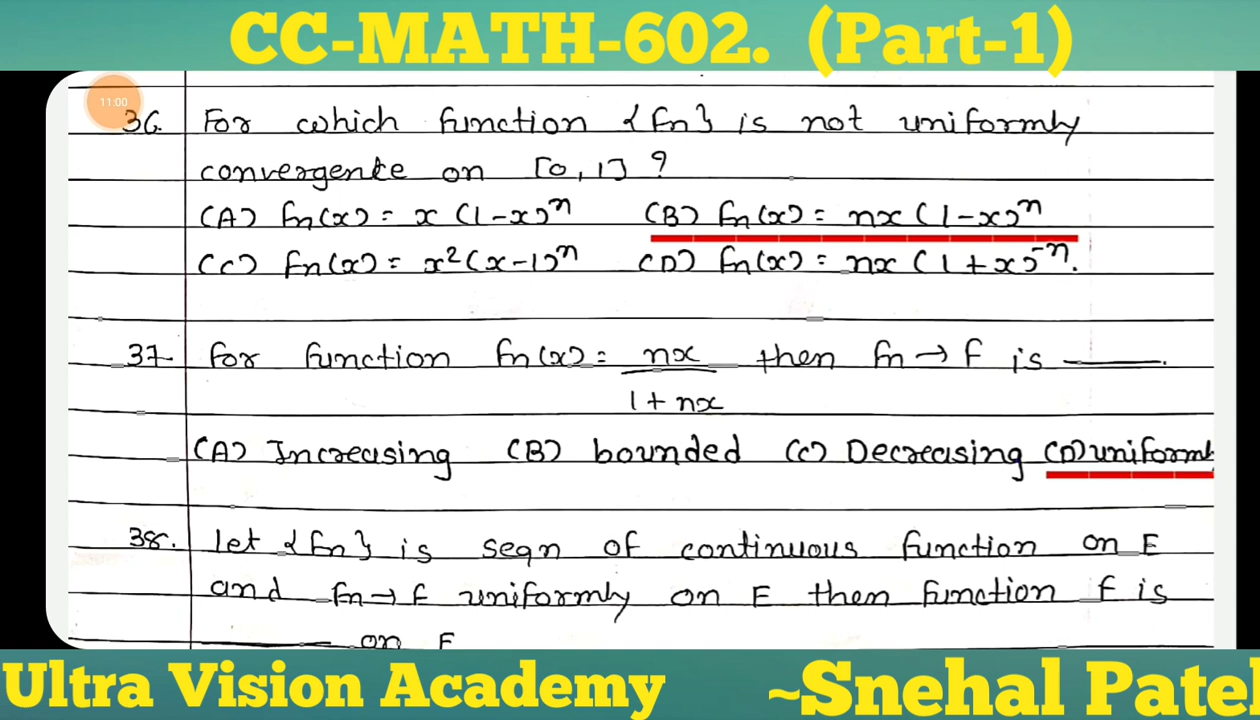 CC-MATH-602. (Part-1)
11:00
36. For which function {fn} is not uniformly
convergente on [0,1] ?
(A) fn(x) = x (1-x)ⁿ (B) fn(x) = nx (1-x)ⁿ
(C) fn(x) = x²(x-1)ⁿ (D) fn(x) = nx (1+x)⁻ⁿ.
37- for function fn(x) = nx / 1+nx then fn → f is ———.
(A) Increasing (B) bounded (C) Decreasing (D) uniforml
38. let {fn} is seqn of continuous function on E
and fn → f uniformly on E then function f is
——— on E
Ultra Vision Academy ~Snehal Patel